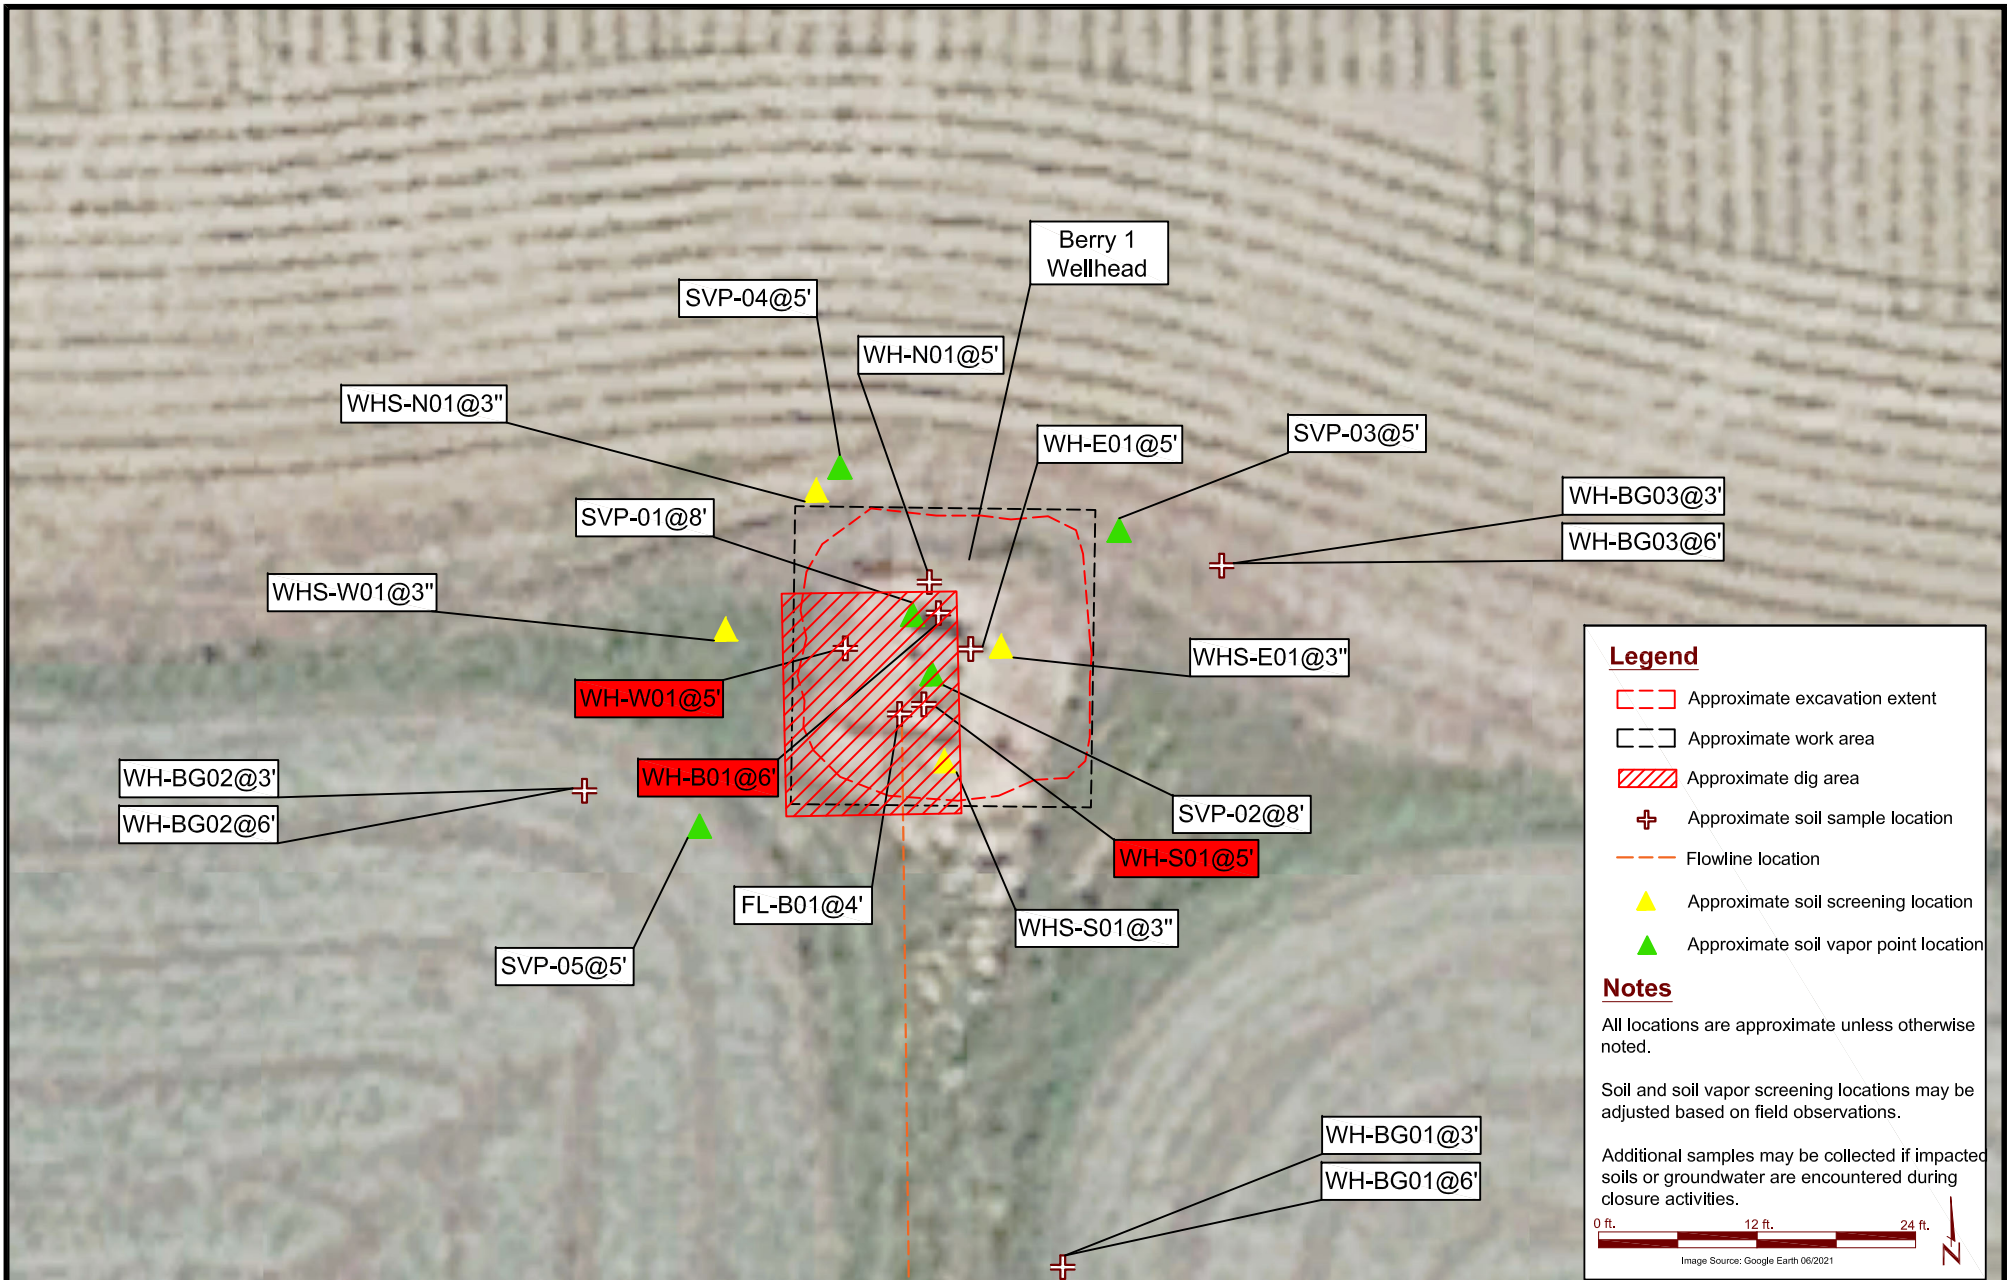 Berry 1
Wellhead
SVP-04@5'
WH-N01@5'
WHS-N01@3"
WH-E01@5'
SVP-03@5'
WH-BG03@3'
WH-BG03@6'
SVP-01@8'
WHS-W01@3"
WHS-E01@3"
WH-W01@5'
WH-B01@6'
WH-BG02@3'
WH-BG02@6'
SVP-02@8'
WH-S01@5'
FL-B01@4'
WHS-S01@3"
SVP-05@5'
WH-BG01@3'
WH-BG01@6'
Legend
Approximate excavation extent
Approximate work area
Approximate dig area
Approximate soil sample location
Flowline location
Approximate soil screening location
Approximate soil vapor point location
Notes
All locations are approximate unless otherwise
noted.
Soil and soil vapor screening locations may be
adjusted based on field observations.
Additional samples may be collected if impacted
soils or groundwater are encountered during
closure activities.
0 ft. 12 ft. 24 ft.
N
Image Source: Google Earth 06/2021